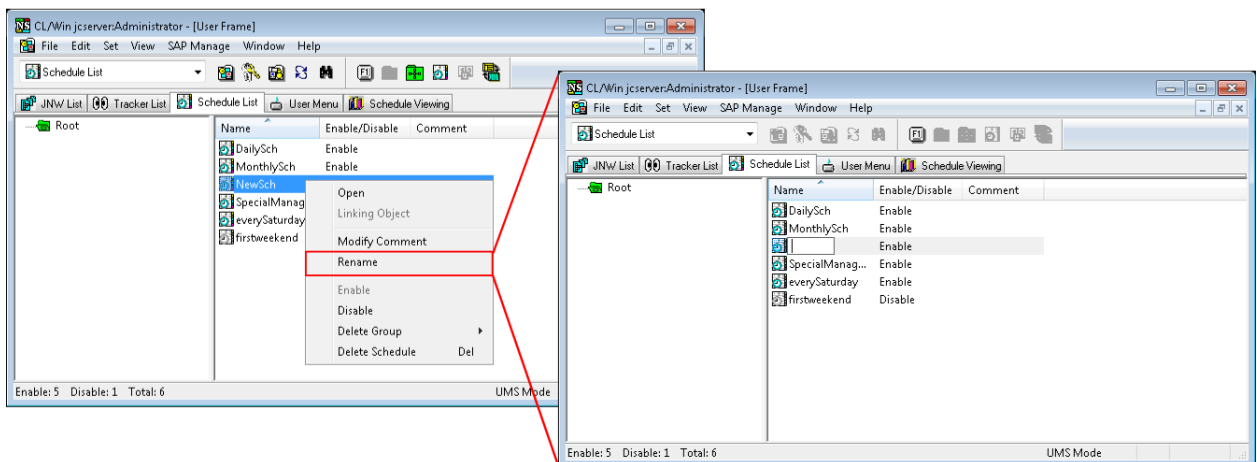 CL/Win jcserver:Administrator - [User Frame]
File Edit Set View SAP Manage Window Help
Schedule List
JNW List Tracker List Schedule List User Menu Schedule Viewing
Root
Name Enable/Disable Comment
DailySch Enable
MonthlySch Enable
NewSch
SpecialManag
everySaturday
firstweekend
Open
Linking Object
Modify Comment
Rename
Enable
Disable
Delete Group
Delete Schedule Del
Enable: 5 Disable: 1 Total: 6 UMS Mode
CL/Win jcserver:Administrator - [User Frame]
File Edit Set View SAP Manage Window Help
Schedule List
JNW List Tracker List Schedule List User Menu Schedule Viewing
Root
Name Enable/Disable Comment
DailySch Enable
MonthlySch Enable
Enable
SpecialManag... Enable
everySaturday Enable
firstweekend Disable
Enable: 5 Disable: 1 Total: 6 UMS Mode